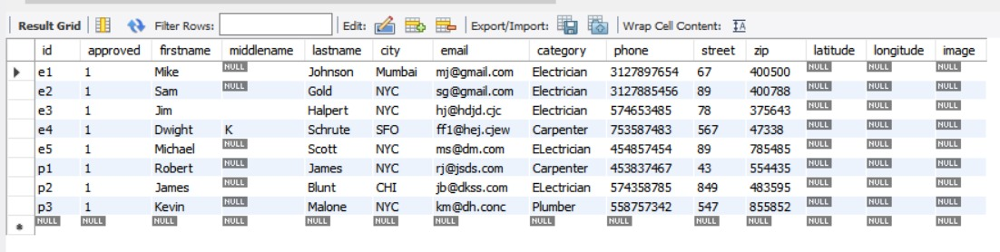 Result Grid Filter Rows: Edit: Export/Import: Wrap Cell Content:
id approved firstname middlename lastname city email category phone street zip latitude longitude image
e1 1 Mike NULL Johnson Mumbai mj@gmail.com Electrician 3127897654 67 400500 NULL NULL NULL
e2 1 Sam NULL Gold NYC sg@gmail.com Electrician 3127885456 89 400788 NULL NULL NULL
e3 1 Jim Halpert NYC hj@hdjd.cjc Electrician 574653485 78 375643 NULL NULL NULL
e4 1 Dwight K Schrute SFO ff1@hej.cjew Carpenter 753587483 567 47338 NULL NULL NULL
e5 1 Michael NULL Scott NYC ms@dm.com ELectrician 454857454 89 785485 NULL NULL NULL
p1 1 Robert NULL James NYC rj@jsds.com Carpenter 453837467 43 554435 NULL NULL NULL
p2 1 James NULL Blunt CHI jb@dkss.com ELectrician 574358785 849 483595 NULL NULL NULL
p3 1 Kevin NULL Malone NYC km@dh.conc Plumber 558757342 547 855852 NULL NULL NULL
NULL NULL NULL NULL NULL NULL NULL NULL NULL NULL NULL NULL NULL NULL